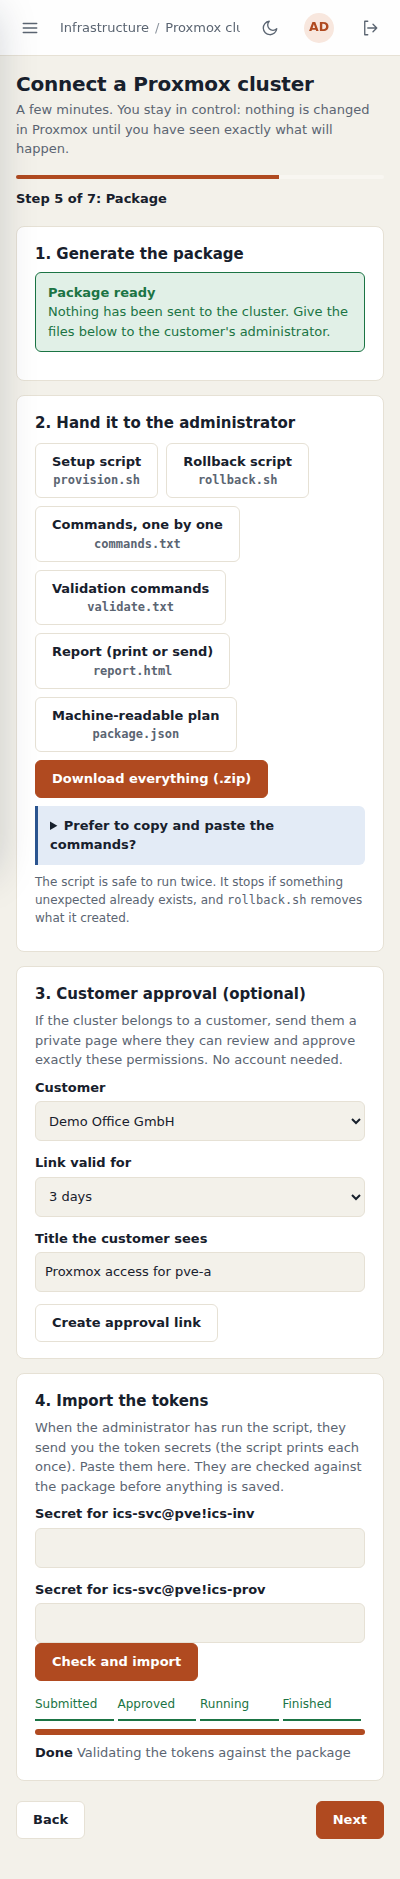 Infrastructure / Proxmox clu
AD
Connect a Proxmox cluster
A few minutes. You stay in control: nothing is changed
in Proxmox until you have seen exactly what will
happen.
Step 5 of 7: Package
1. Generate the package
Package ready
Nothing has been sent to the cluster. Give the
files below to the customer's administrator.
2. Hand it to the administrator
Setup script
provision.sh
Rollback script
rollback.sh
Commands, one by one
commands.txt
Validation commands
validate.txt
Report (print or send)
report.html
Machine-readable plan
package.json
Download everything (.zip)
Prefer to copy and paste the
commands?
The script is safe to run twice. It stops if something
unexpected already exists, and rollback.sh removes
what it created.
3. Customer approval (optional)
If the cluster belongs to a customer, send them a
private page where they can review and approve
exactly these permissions. No account needed.
Customer
Demo Office GmbH
Link valid for
3 days
Title the customer sees
Proxmox access for pve-a
Create approval link
4. Import the tokens
When the administrator has run the script, they
send you the token secrets (the script prints each
once). Paste them here. They are checked against
the package before anything is saved.
Secret for ics-svc@pve!ics-inv
Secret for ics-svc@pve!ics-prov
Check and import
Submitted Approved Running Finished
Done Validating the tokens against the package
Back Next